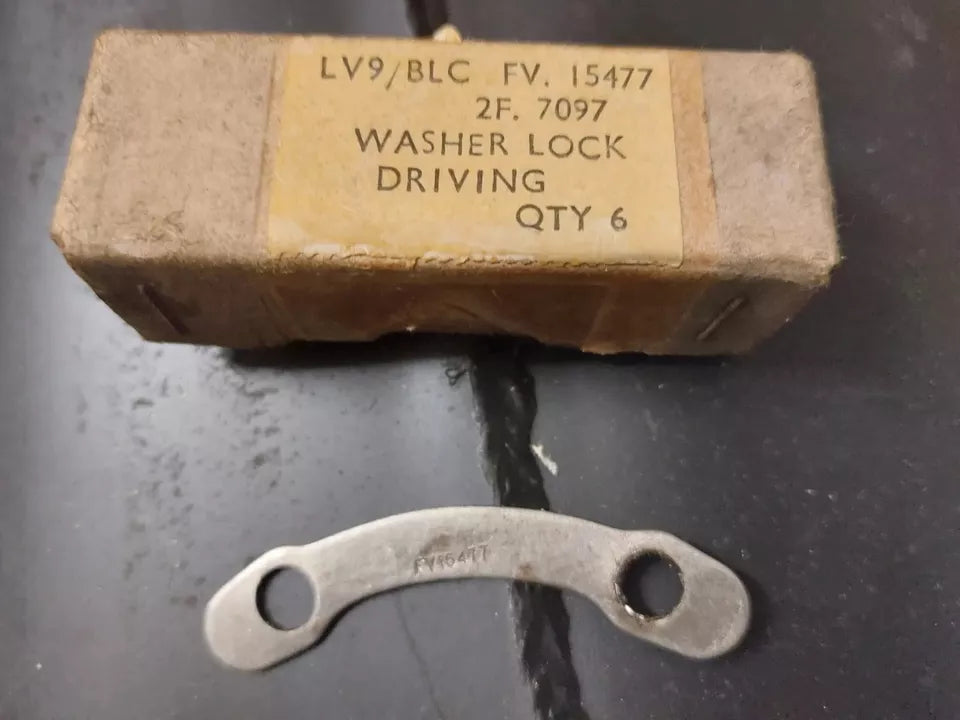 LV9/BLC FV. 15477
2F. 7097
WASHER LOCK
DRIVING
QTY 6
FV15477